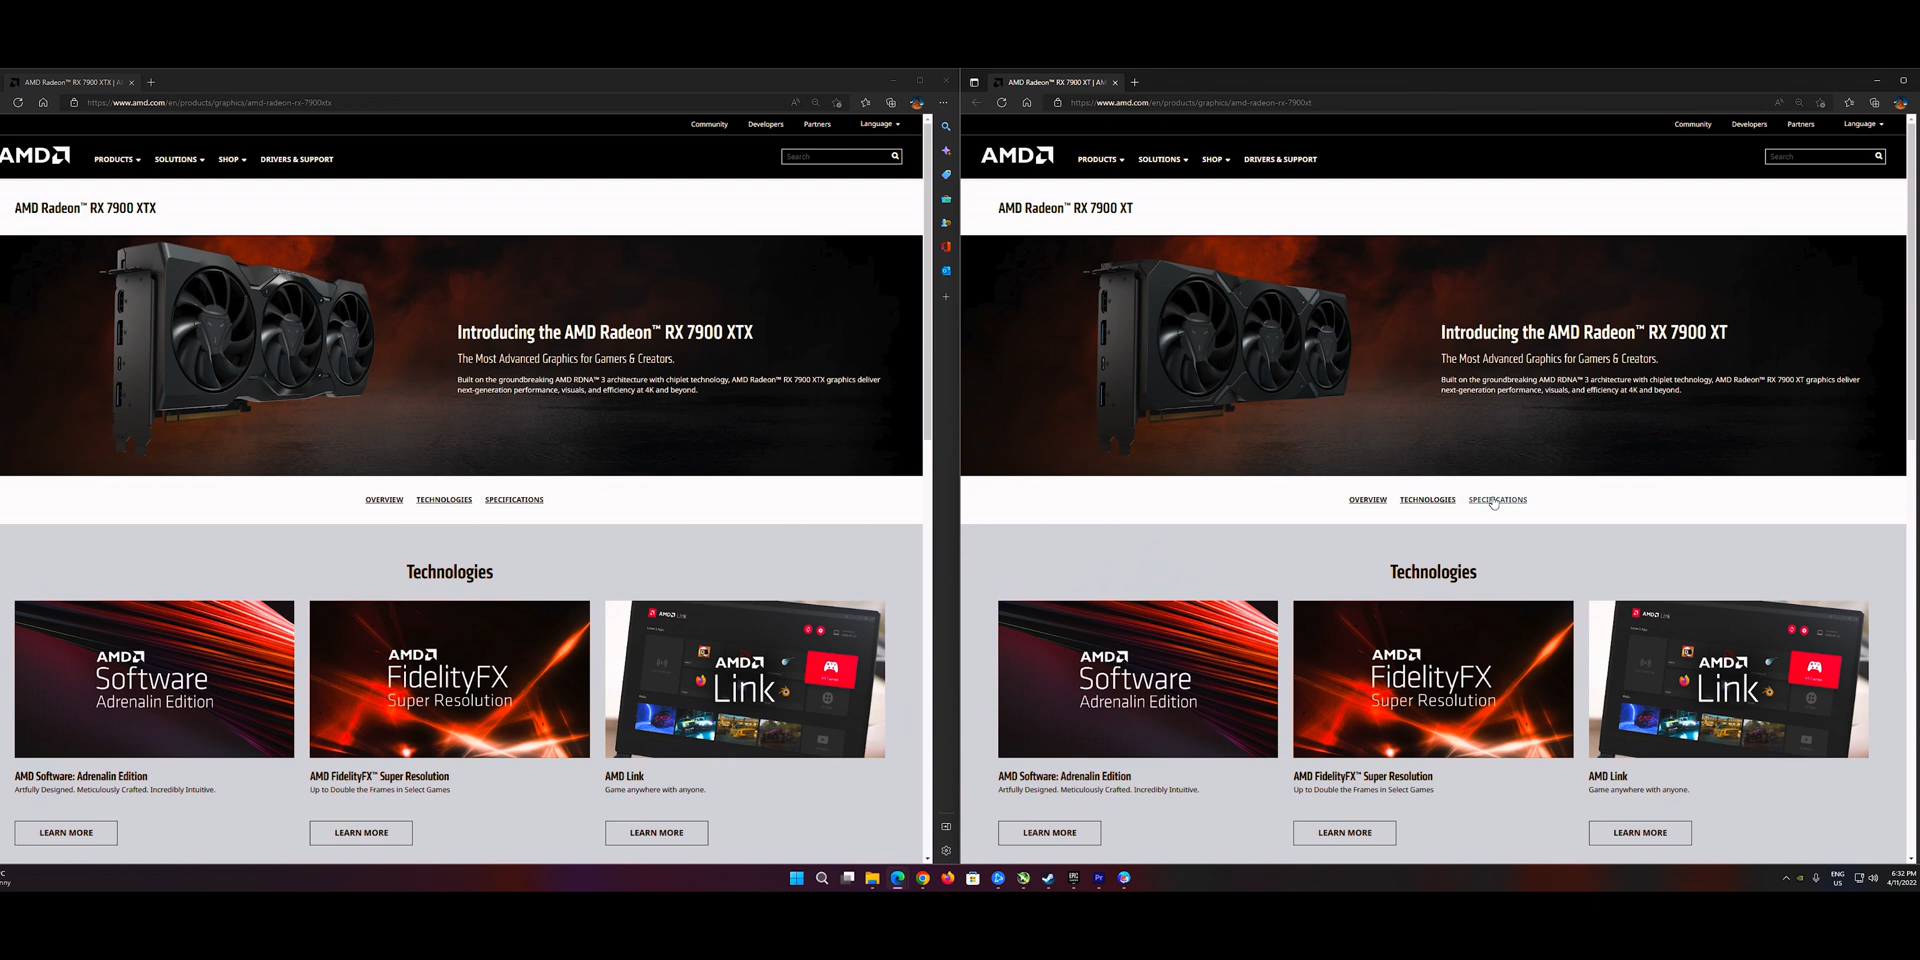 AMD Radeon™ RX 7900 XTX | A
https://www.amd.com/en/products/graphics/amd-radeon-rx-7900xtx
Community Developers Partners Language
AMD PRODUCTS SOLUTIONS SHOP DRIVERS & SUPPORT Search
AMD Radeon™ RX 7900 XTX
Introducing the AMD Radeon™ RX 7900 XTX
The Most Advanced Graphics for Gamers & Creators.
Built on the groundbreaking AMD RDNA™ 3 architecture with chiplet technology, AMD Radeon™ RX 7900 XTX graphics deliver
next-generation performance, visuals, and efficiency at 4K and beyond.
OVERVIEW TECHNOLOGIES SPECIFICATIONS
Technologies
AMD
Software
Adrenalin Edition
AMD
FidelityFX
Super Resolution
AMD Link
AMD
Link
AMD Software: Adrenalin Edition
Artfully Designed. Meticulously Crafted. Incredibly Intuitive.
LEARN MORE
AMD FidelityFX™ Super Resolution
Up to Double the Frames in Select Games
LEARN MORE
AMD Link
Game anywhere with anyone.
LEARN MORE
AMD Radeon™ RX 7900 XT | AM
https://www.amd.com/en/products/graphics/amd-radeon-rx-7900xt
Community Developers Partners Language
AMD PRODUCTS SOLUTIONS SHOP DRIVERS & SUPPORT Search
AMD Radeon™ RX 7900 XT
Introducing the AMD Radeon™ RX 7900 XT
The Most Advanced Graphics for Gamers & Creators.
Built on the groundbreaking AMD RDNA™ 3 architecture with chiplet technology, AMD Radeon™ RX 7900 XT graphics deliver
next-generation performance, visuals, and efficiency at 4K and beyond.
OVERVIEW TECHNOLOGIES SPECIFICATIONS
Technologies
AMD
Software
Adrenalin Edition
AMD
FidelityFX
Super Resolution
AMD Link
AMD
Link
AMD Software: Adrenalin Edition
Artfully Designed. Meticulously Crafted. Incredibly Intuitive.
LEARN MORE
AMD FidelityFX™ Super Resolution
Up to Double the Frames in Select Games
LEARN MORE
AMD Link
Game anywhere with anyone.
LEARN MORE
°C
nny
EPIC
Pr
ENG
US
6:32 PM
4/11/2022